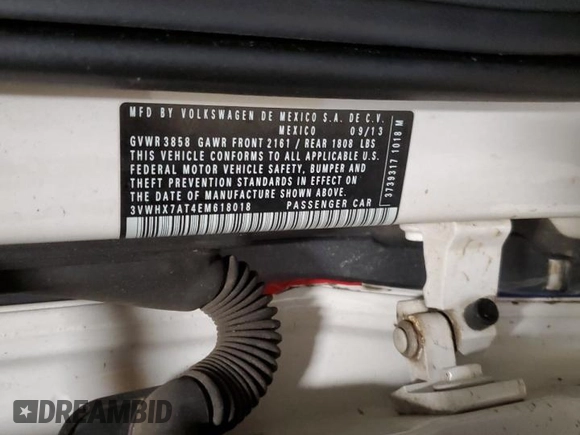 MFD BY VOLKSWAGEN DE MEXICO S.A. DE C.V.
MEXICO 09/13
GVWR 3858 GAWR FRONT 2161 / REAR 1808 LBS
THIS VEHICLE CONFORMS TO ALL APPLICABLE U.S.
FEDERAL MOTOR VEHICLE SAFETY, BUMPER AND
THEFT PREVENTION STANDARDS IN EFFECT ON
THE DATE OF MANUFACTURE SHOWN ABOVE.
3VWHX7AT4EM618018 PASSENGER CAR
3739317 1018 M
DREAMBID